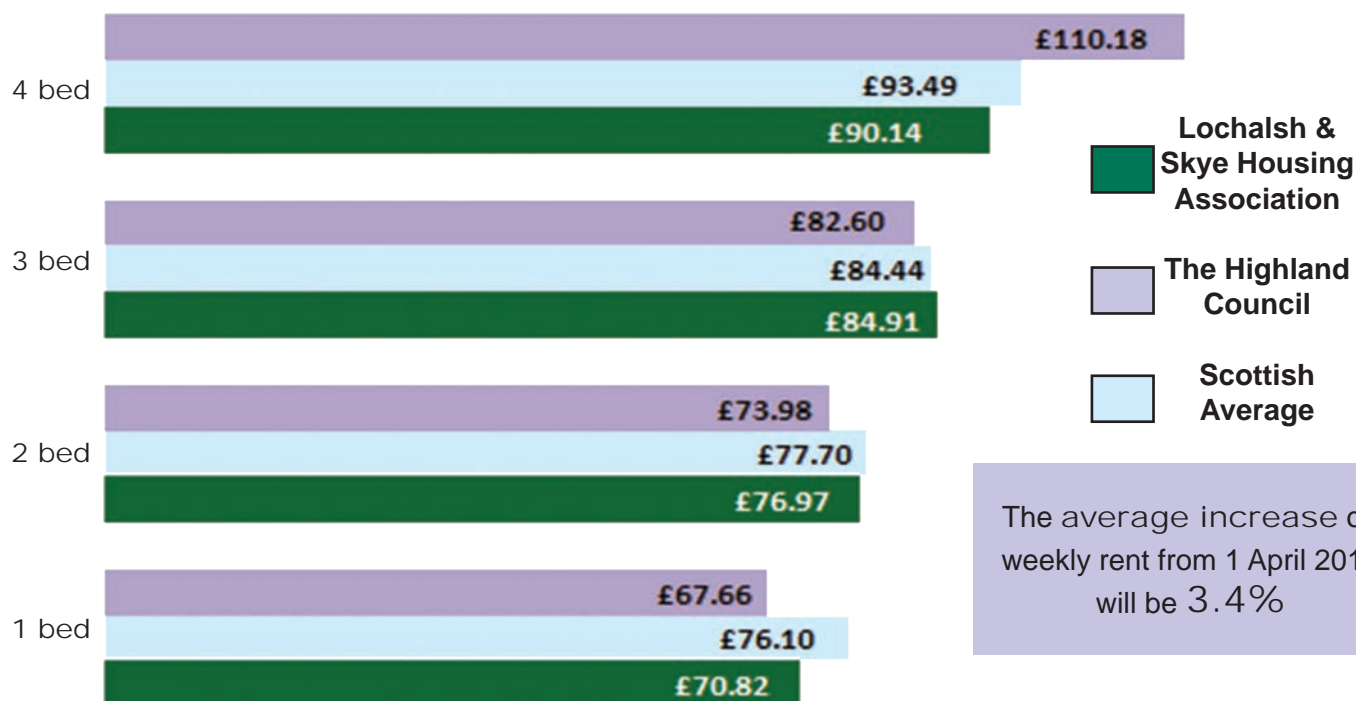 £110.18
4 bed
£93.49
£90.14
Lochalsh &
Skye Housing
Association
£82.60
3 bed
£84.44
£84.91
The Highland
Council
Scottish
Average
£73.98
2 bed
£77.70
£76.97
The average increase
weekly rent from 1 April
will be 3.4%
£67.66
1 bed
£76.10
£70.82